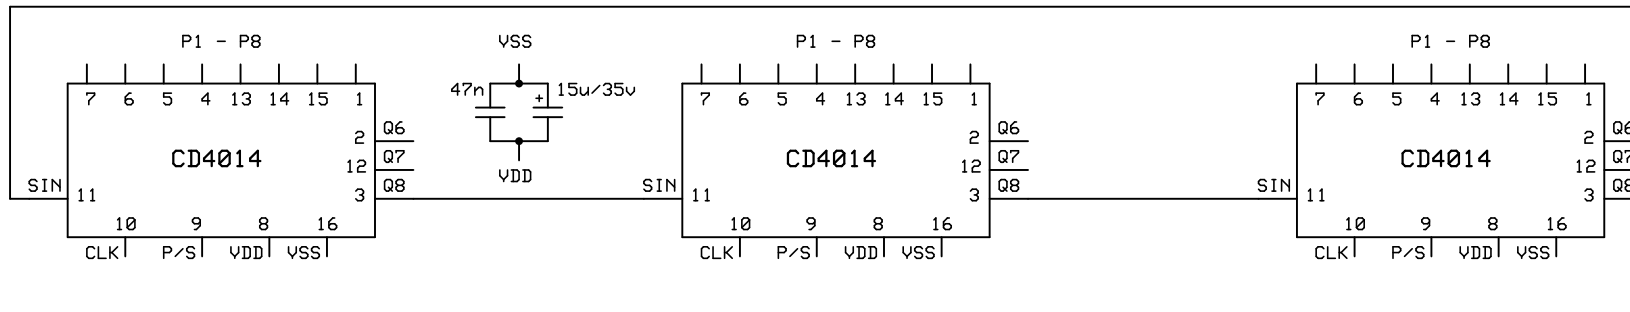 P1 - P8 VSS P1 - P8 P1 - P8
47n + 15u/35v
7 6 5 4 13 14 15 1 7 6 5 4 13 14 15 1 7 6 5 4 13 14 15 1
2 Q6 2 Q6 2 Q6
CD4014 12 Q7 CD4014 12 Q7 CD4014 12 Q7
VDD
SIN 11 3 Q8 SIN 11 3 Q8 SIN 11 3 Q8
10 9 8 16 10 9 8 16 10 9 8 16
CLK P/S VDD VSS CLK P/S VDD VSS CLK P/S VDD VSS